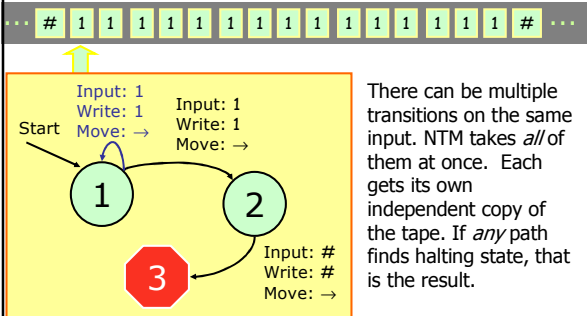 ... # 1 1 1 1 1 1 1 1 1 1 1 1 1 1 # ...
Input: 1
Write: 1
Move: →
Input: 1
Write: 1
Move: →
Start
1
2
3
Input: #
Write: #
Move: →
There can be multiple
transitions on the same
input. NTM takes all of
them at once. Each
gets its own
independent copy of
the tape. If any path
finds halting state, that
is the result.